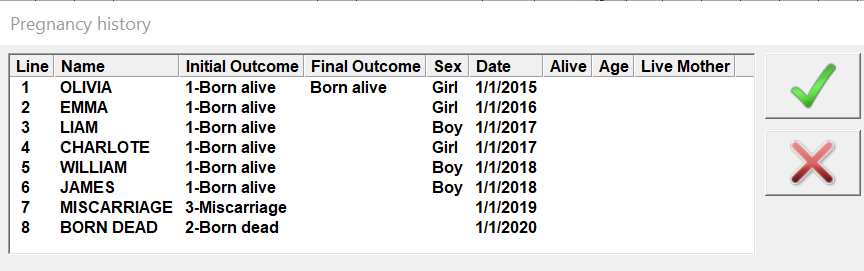 Pregnancy history
Line Name Initial Outcome Final Outcome Sex Date Alive Age Live Mother
1 OLIVIA 1-Born alive Born alive Girl 1/1/2015
2 EMMA 1-Born alive Girl 1/1/2016
3 LIAM 1-Born alive Boy 1/1/2017
4 CHARLOTE 1-Born alive Girl 1/1/2017
5 WILLIAM 1-Born alive Boy 1/1/2018
6 JAMES 1-Born alive Boy 1/1/2018
7 MISCARRIAGE 3-Miscarriage 1/1/2019
8 BORN DEAD 2-Born dead 1/1/2020